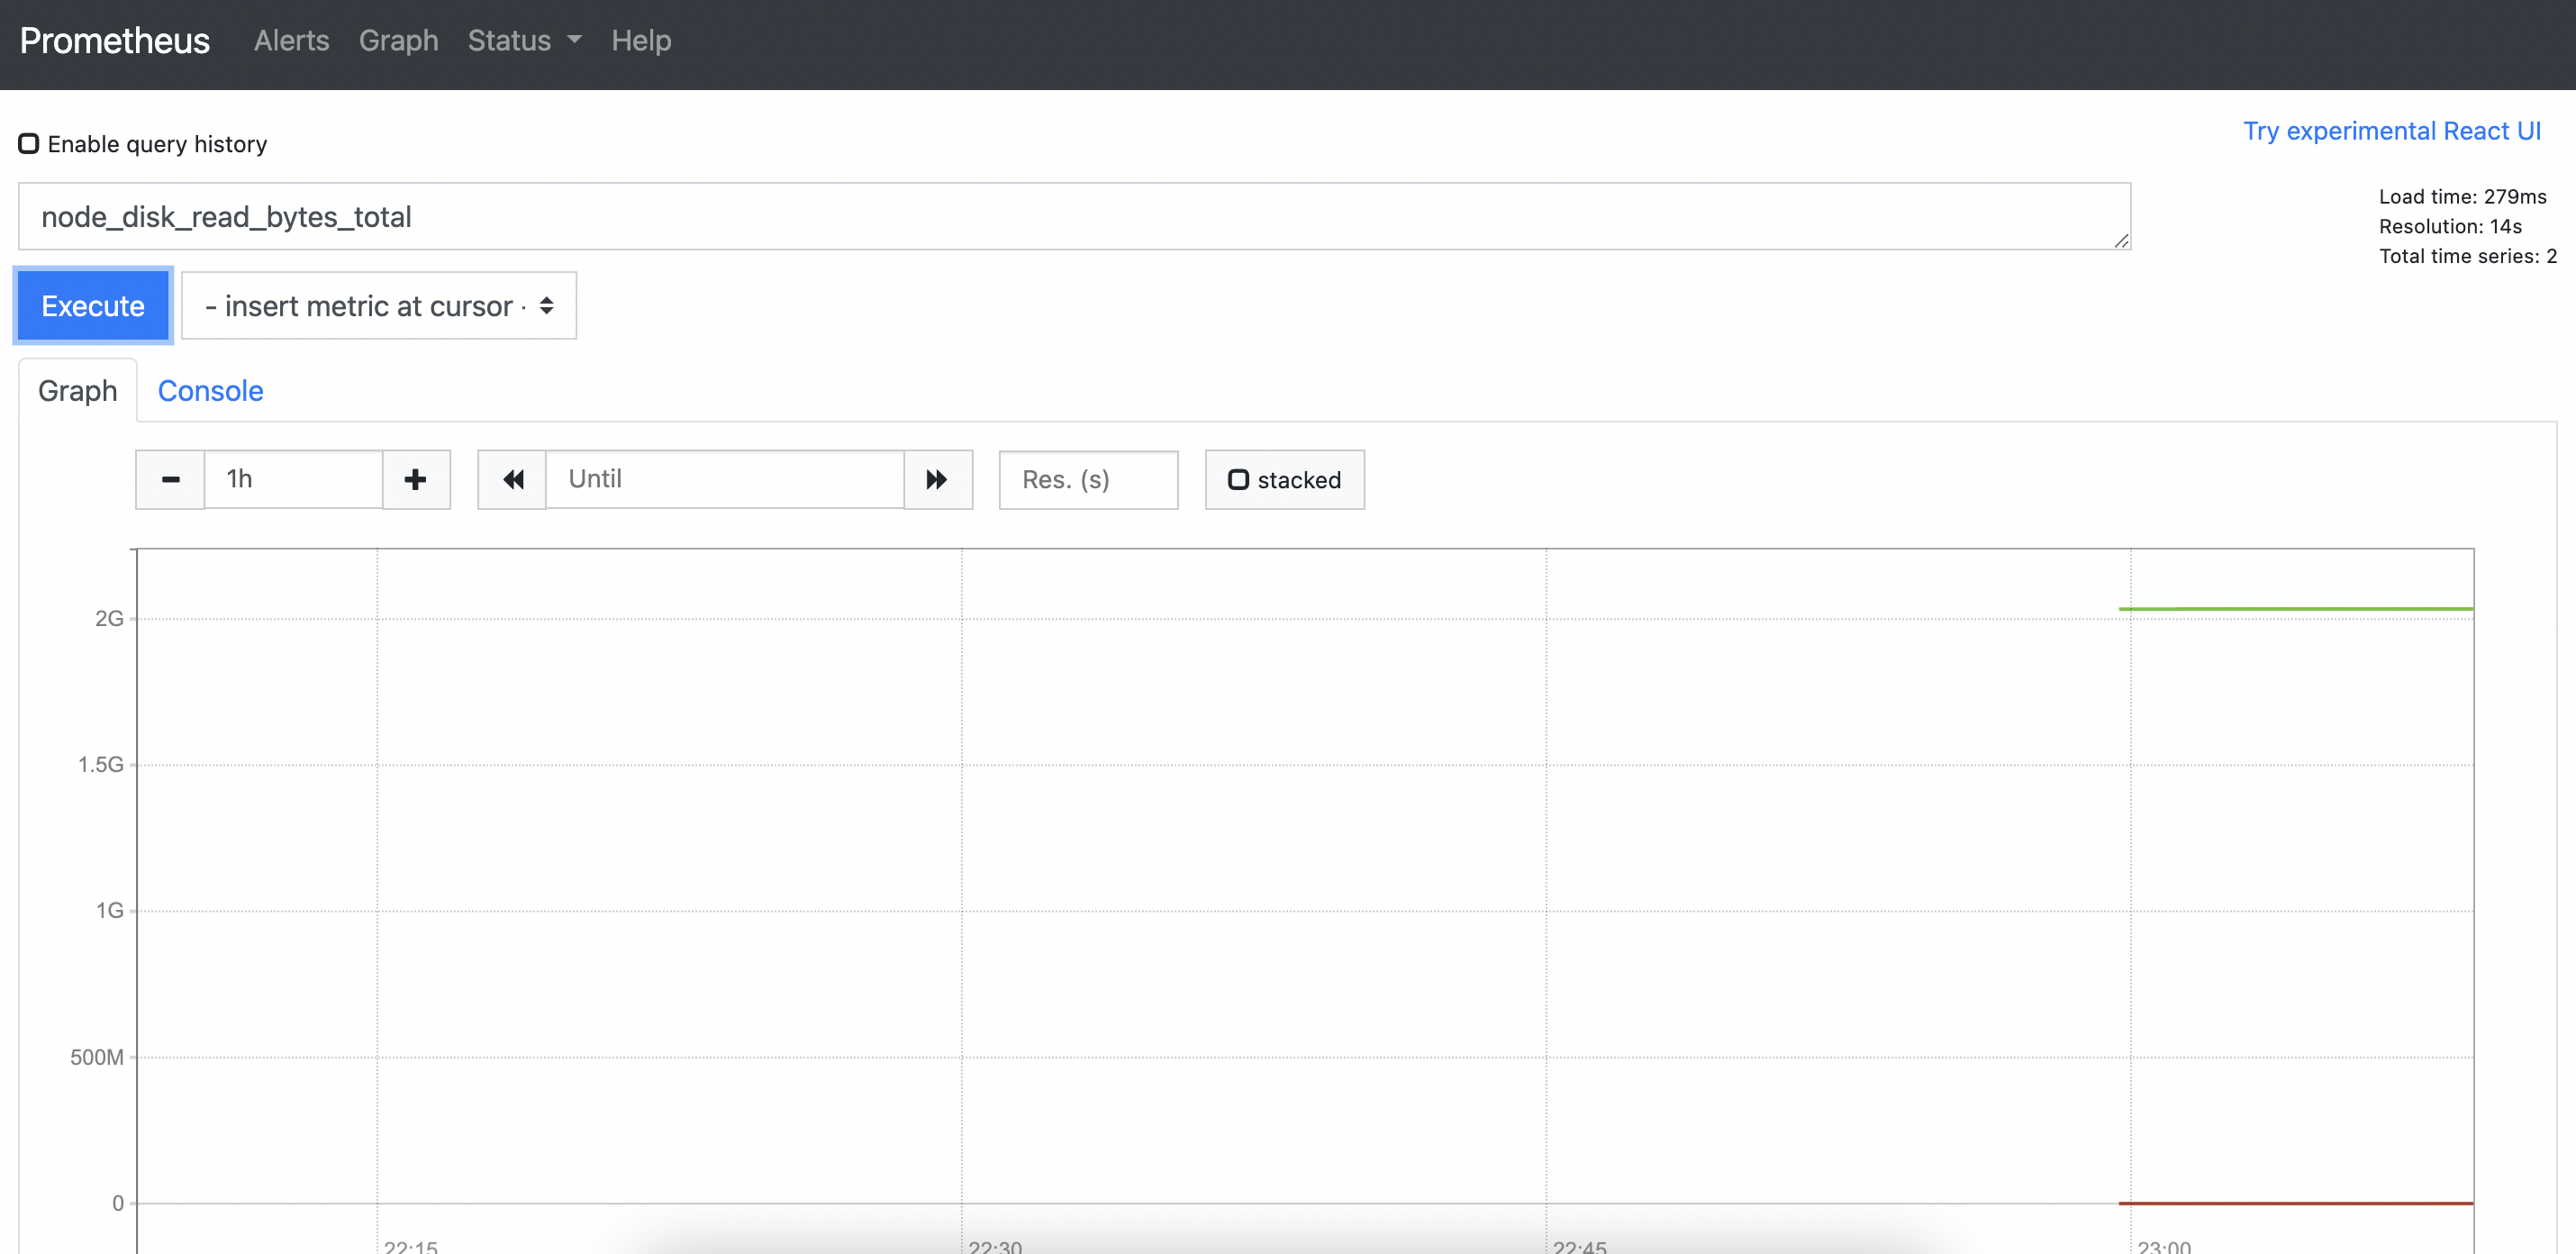 Prometheus Alerts Graph Status Help
Enable query history
Try experimental React UI
node_disk_read_bytes_total
Load time: 279ms
Resolution: 14s
Total time series: 2
Execute - insert metric at cursor -
Graph Console
1h Until Res. (s) stacked
2G
1.5G
1G
500M
0
22:15 22:30 22:45 23:00